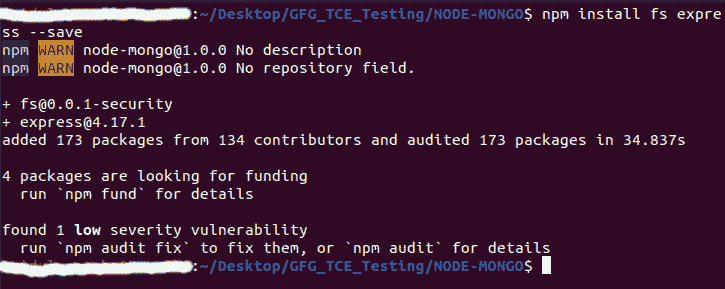 :~/Desktop/GFG_TCE_Testing/NODE-MONGO$ npm install fs expre
ss --save
npm WARN node-mongo@1.0.0 No description
npm WARN node-mongo@1.0.0 No repository field.
+ fs@0.0.1-security
+ express@4.17.1
added 173 packages from 134 contributors and audited 173 packages in 34.837s
4 packages are looking for funding
run `npm fund` for details
found 1 low severity vulnerability
run `npm audit fix` to fix them, or `npm audit` for details
:~/Desktop/GFG_TCE_Testing/NODE-MONGO$